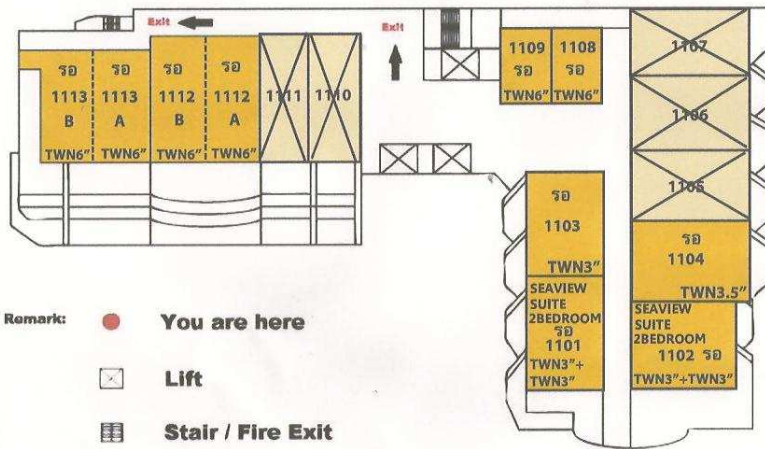 Exit
Exit
รอ
1113
B
TWN6"
รอ
1113
A
TWN6"
รอ
1112
B
TWN6"
รอ
1112
A
TWN6"
1111
1110
1109
รอ
TWN6"
1108
รอ
TWN6"
1107
1106
1105
รอ
1104
TWN3.5"
รอ
1103
TWN3"
SEAVIEW
SUITE
2BEDROOM
รอ
1101
TWN3"+
TWN3"
SEAVIEW
SUITE
2BEDROOM
1102 รอ
TWN3"+TWN3"
Remark:
You are here
Lift
Stair / Fire Exit